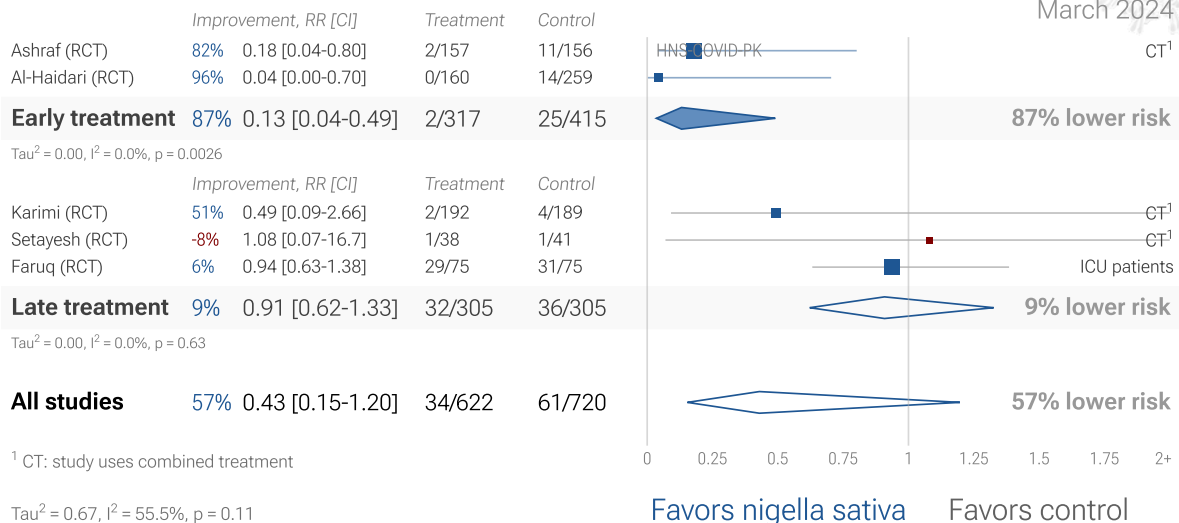 March 2024
Improvement, RR [CI] Treatment Control
Ashraf (RCT) 82% 0.18 [0.04-0.80] 2/157 11/156 HNS-COVID-PK CT¹
Al-Haidari (RCT) 96% 0.04 [0.00-0.70] 0/160 14/259
Early treatment 87% 0.13 [0.04-0.49] 2/317 25/415 87% lower risk
Tau² = 0.00, I² = 0.0%, p = 0.0026
Improvement, RR [CI] Treatment Control
Karimi (RCT) 51% 0.49 [0.09-2.66] 2/192 4/189 CT¹
Setayesh (RCT) -8% 1.08 [0.07-16.7] 1/38 1/41 CT¹
Faruq (RCT) 6% 0.94 [0.63-1.38] 29/75 31/75 ICU patients
Late treatment 9% 0.91 [0.62-1.33] 32/305 36/305 9% lower risk
Tau² = 0.00, I² = 0.0%, p = 0.63
All studies 57% 0.43 [0.15-1.20] 34/622 61/720 57% lower risk
0 0.25 0.5 0.75 1 1.25 1.5 1.75 2+
¹ CT: study uses combined treatment
Tau² = 0.67, I² = 55.5%, p = 0.11
Favors nigella sativa Favors control